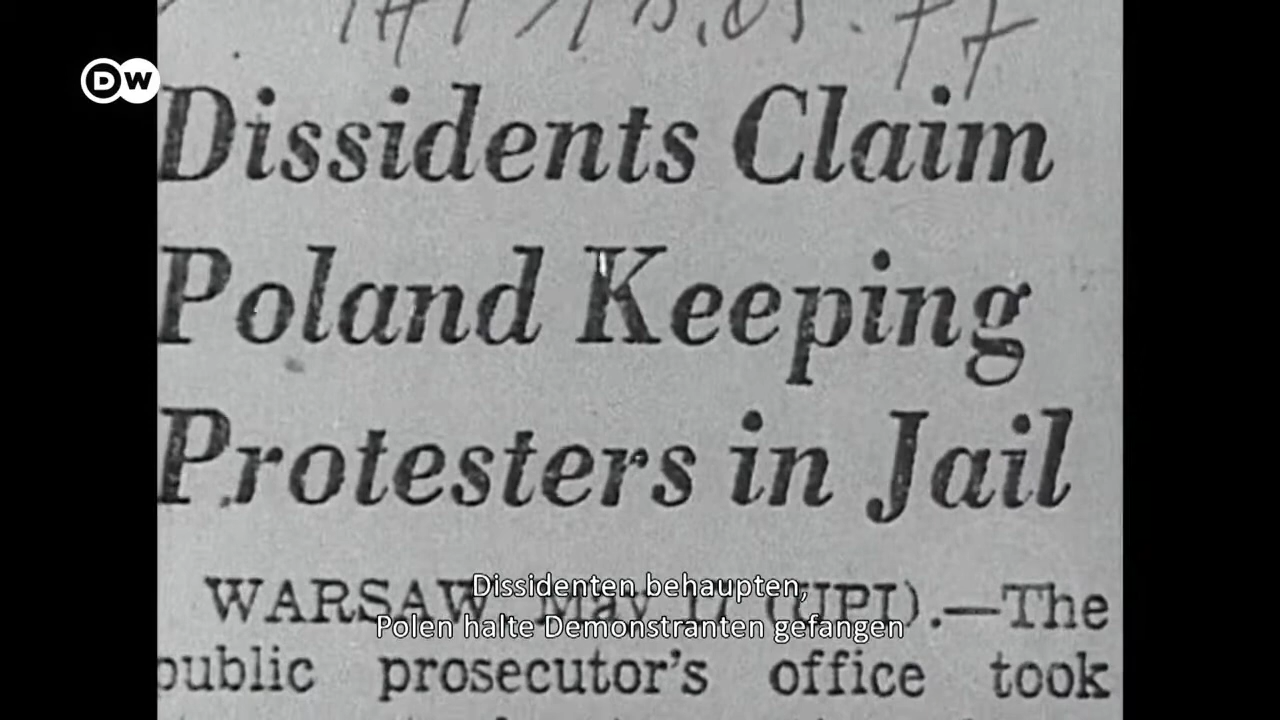 DW
Dissidents Claim
Poland Keeping
Protesters in Jail
WARSAW, May 17 (UPI).—The
public prosecutor's office took
Dissidenten behaupten,
Polen halte Demonstranten gefangen